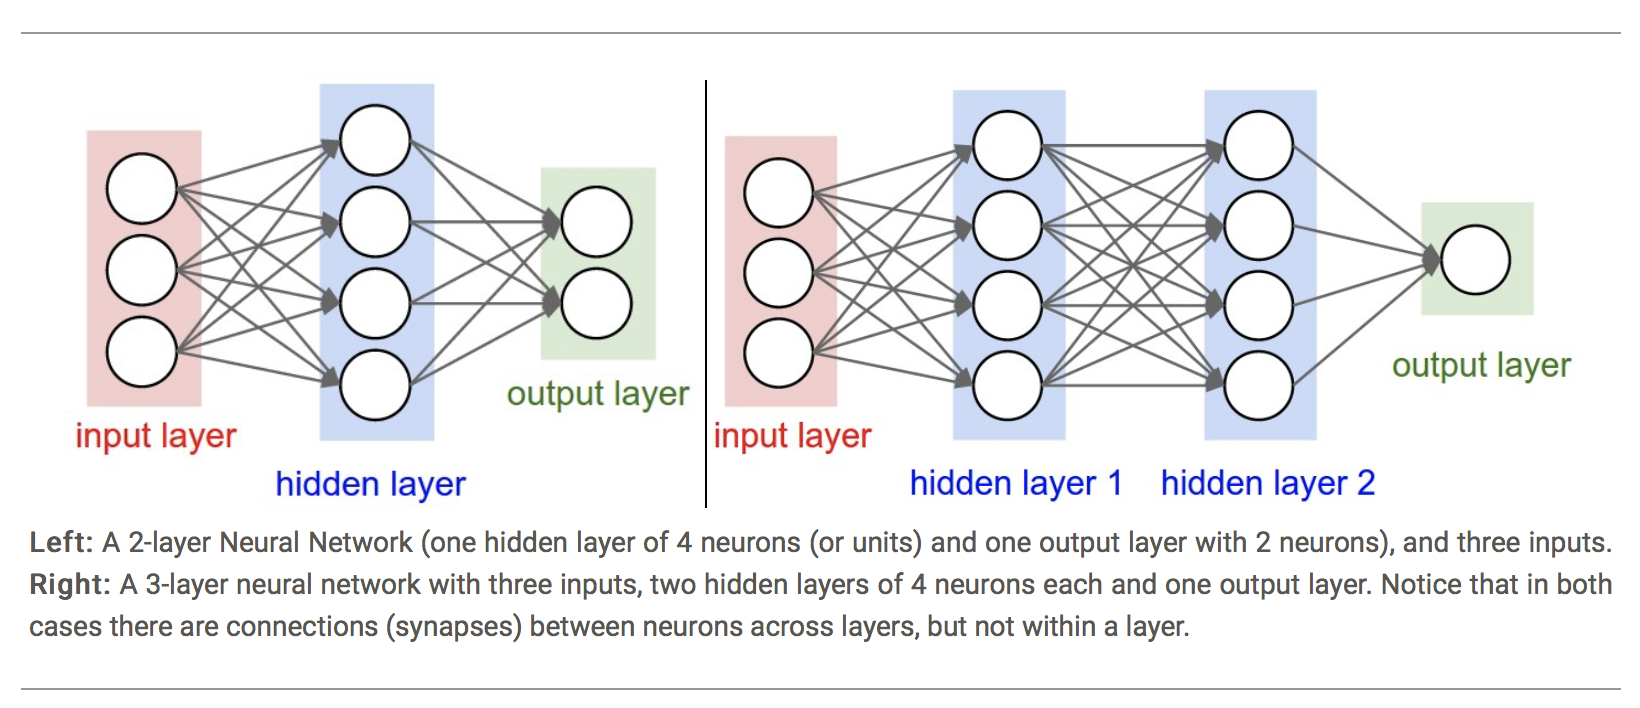 input layer
hidden layer
output layer
input layer
hidden layer 1
hidden layer 2
output layer
Left: A 2-layer Neural Network (one hidden layer of 4 neurons (or units) and one output layer with 2 neurons), and three inputs.
Right: A 3-layer neural network with three inputs, two hidden layers of 4 neurons each and one output layer. Notice that in both
cases there are connections (synapses) between neurons across layers, but not within a layer.